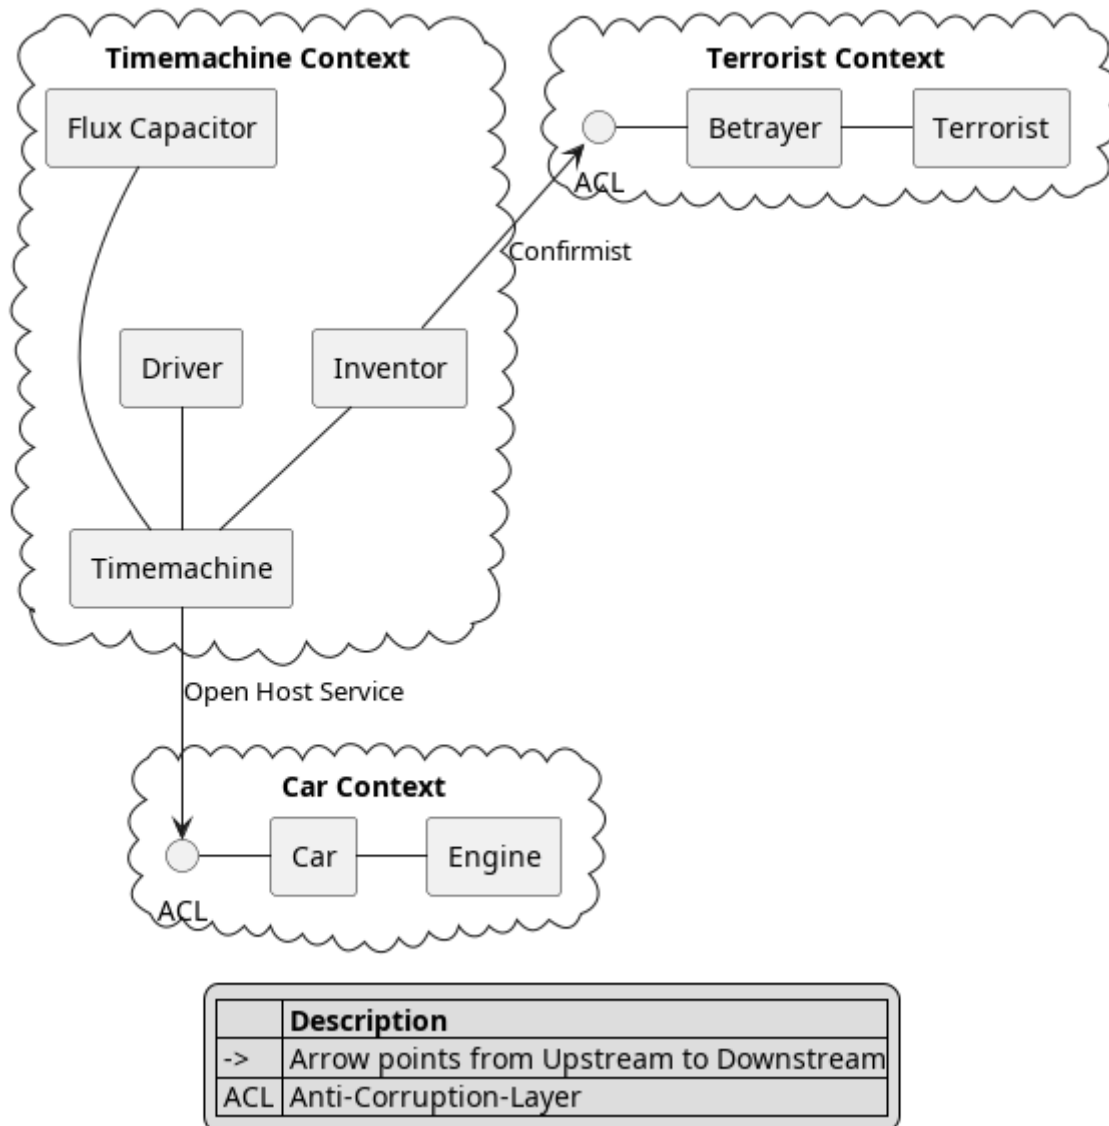 Timemachine Context
Terrorist Context
Flux Capacitor
Betrayer
Terrorist
ACL
Confirmist
Driver
Inventor
Timemachine
Open Host Service
Car Context
Car
Engine
ACL
Description
-> Arrow points from Upstream to Downstream
ACL Anti-Corruption-Layer